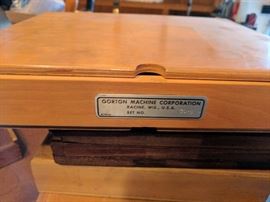 GORTON MACHINE CORPORATION
RACINE, WIS., U.S.A.
SET NO.